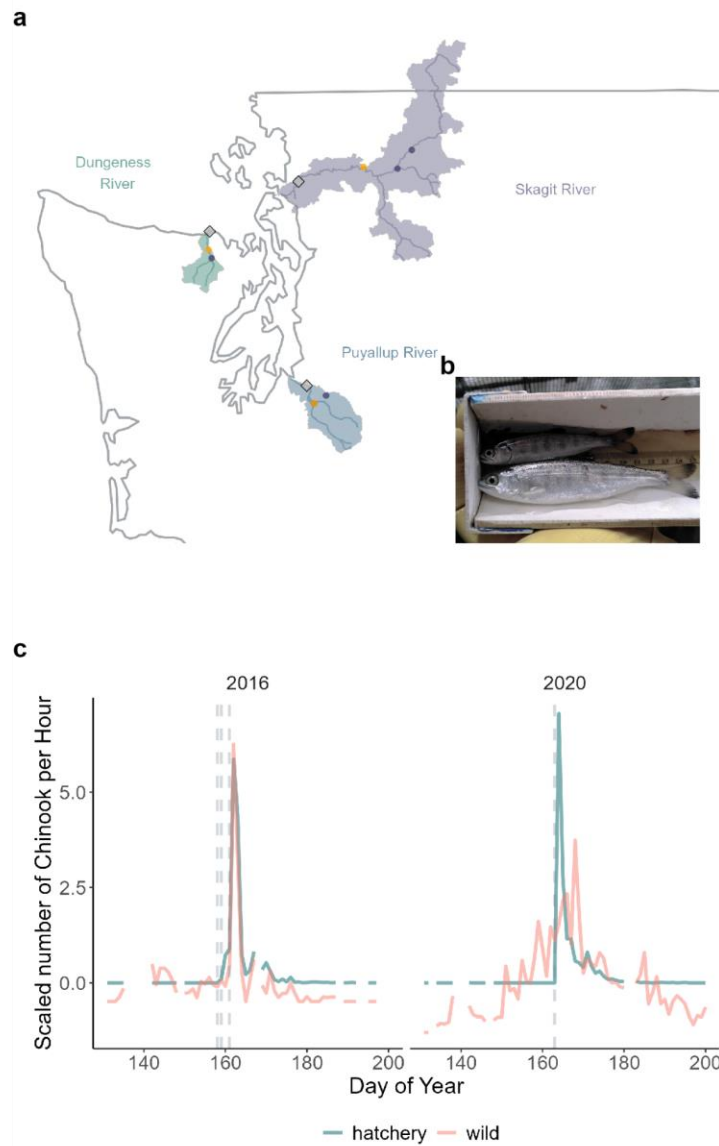 a
Dungeness
River
Skagit River
Puyallup River
b
c
2016
2020
Scaled number of Chinook per Hour
5.0
2.5
0.0
140
160
180
200
140
160
180
200
Day of Year
hatchery
wild